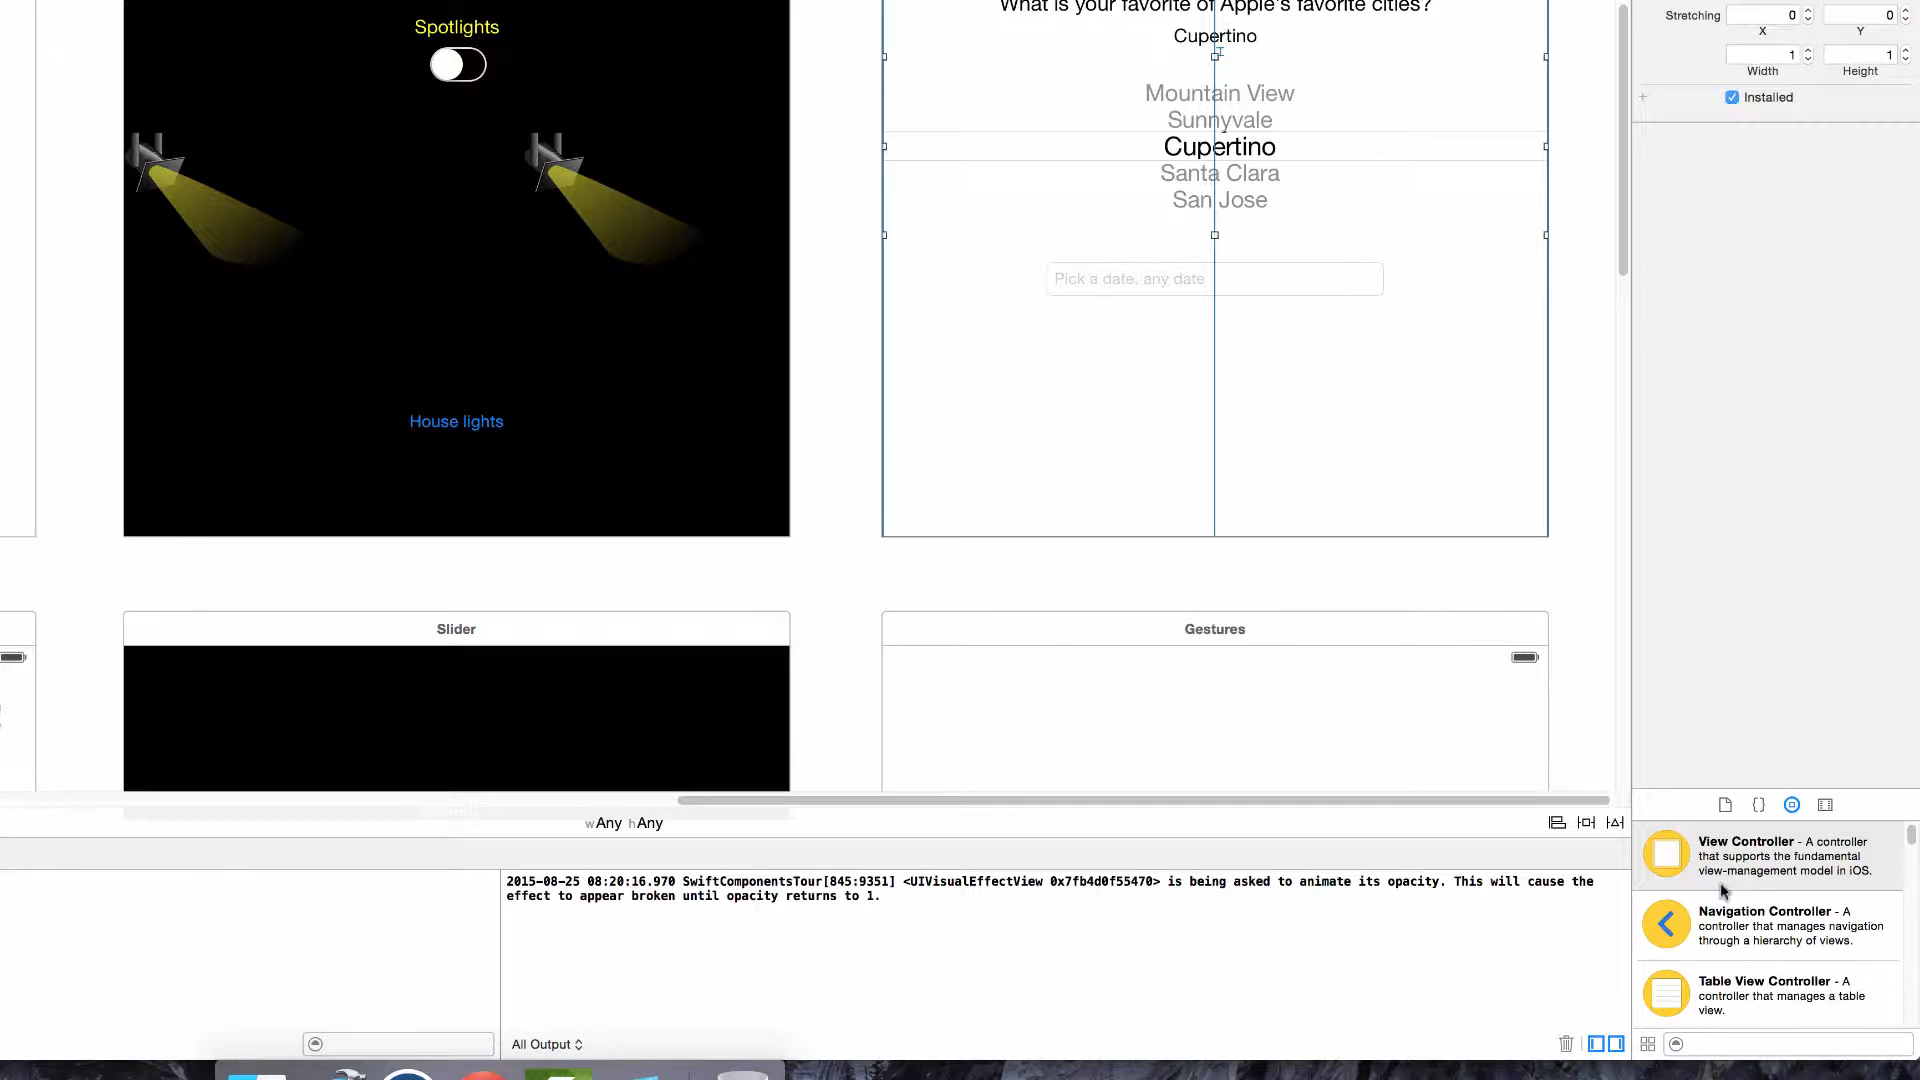 Spotlights
House lights
What is your favorite of Apple's favorite cities?
Cupertino
Mountain View
Sunnyvale
Cupertino
Santa Clara
San Jose
Pick a date, any date
Slider
Gestures
wAny hAny
2015-08-25 08:20:16.970 SwiftComponentsTour[845:9351] <UIVisualEffectView 0x7fb4d0f55470> is being asked to animate its opacity. This will cause the
effect to appear broken until opacity returns to 1.
All Output
Stretching 0 0
X Y
1 1
Width Height
+ Installed
View Controller - A controller
that supports the fundamental
view-management model in iOS.
Navigation Controller - A
controller that manages navigation
through a hierarchy of views.
Table View Controller - A
controller that manages a table
view.